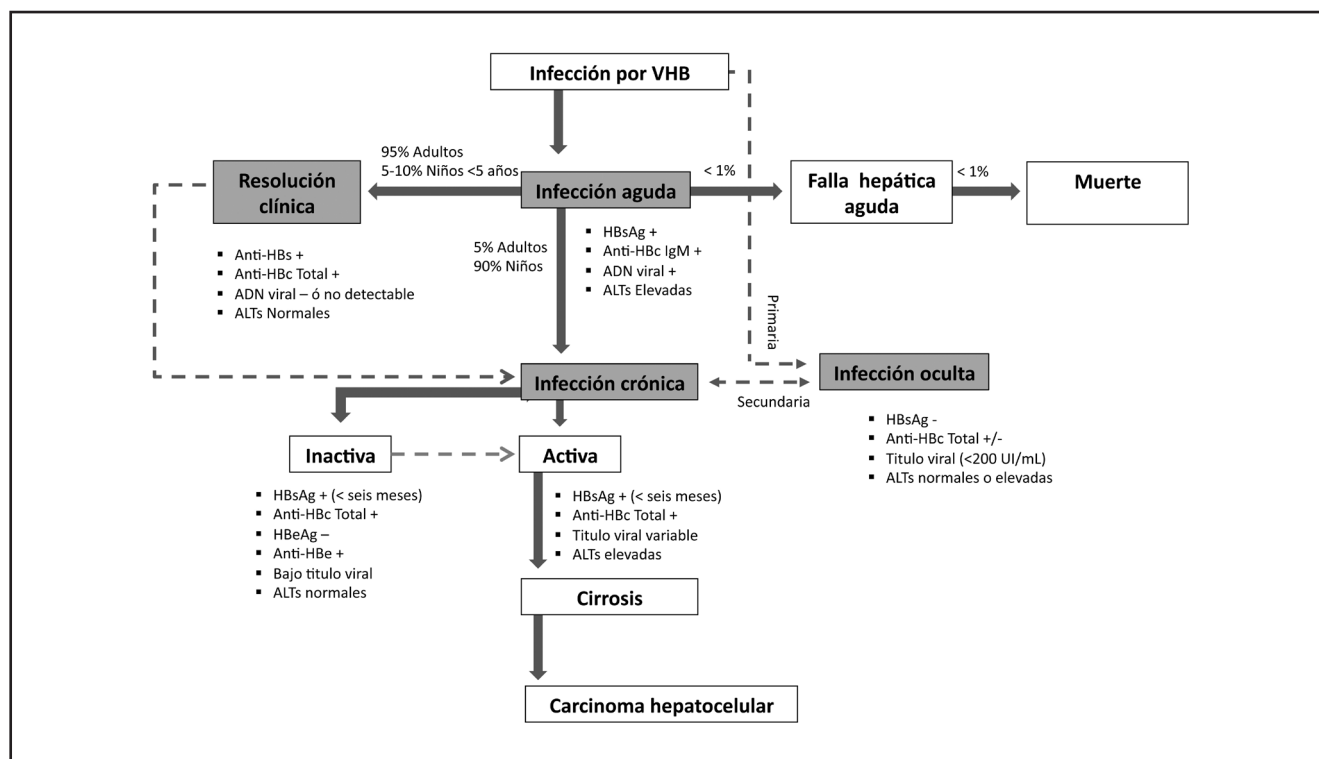 Infección por VHB
95% Adultos
5-10% Niños <5 años
< 1%
< 1%
Resolución
clínica
Infección aguda
Falla hepática
aguda
Muerte
▪ Anti-HBs +
▪ Anti-HBc Total +
▪ ADN viral – ó no detectable
▪ ALTs Normales
5% Adultos
90% Niños
▪ HBsAg +
▪ Anti-HBc IgM +
▪ ADN viral +
▪ ALTs Elevadas
Primaria
Infección crónica
Secundaria
Infección oculta
▪ HBsAg -
▪ Anti-HBc Total +/-
▪ Titulo viral (<200 UI/mL)
▪ ALTs normales o elevadas
Inactiva
Activa
▪ HBsAg + (< seis meses)
▪ Anti-HBc Total +
▪ HBeAg –
▪ Anti-HBe +
▪ Bajo titulo viral
▪ ALTs normales
▪ HBsAg + (< seis meses)
▪ Anti-HBc Total +
▪ Titulo viral variable
▪ ALTs elevadas
Cirrosis
Carcinoma hepatocelular